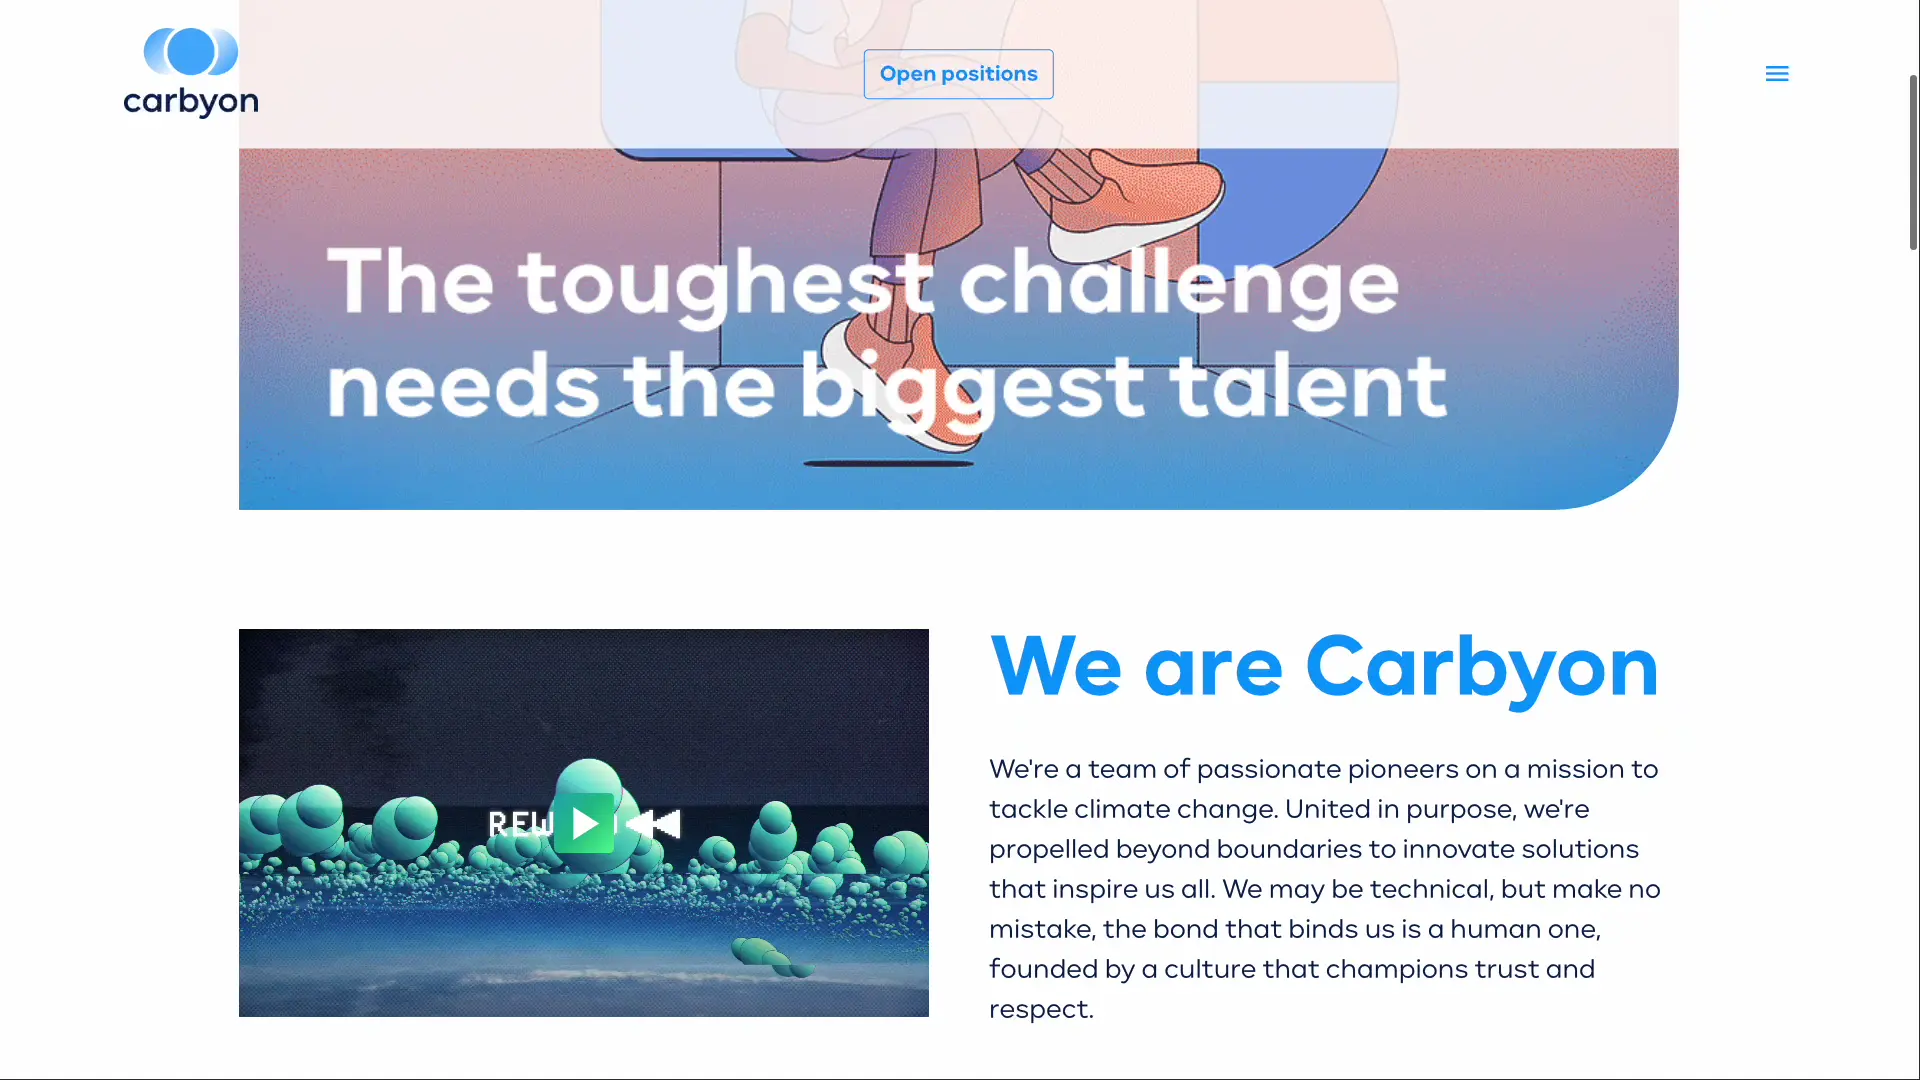 carbyon
Open positions
The toughest challenge
needs the biggest talent
We are Carbyon
We're a team of passionate pioneers on a mission to
tackle climate change. United in purpose, we're
propelled beyond boundaries to innovate solutions
that inspire us all. We may be technical, but make no
mistake, the bond that binds us is a human one,
founded by a culture that champions trust and
respect.